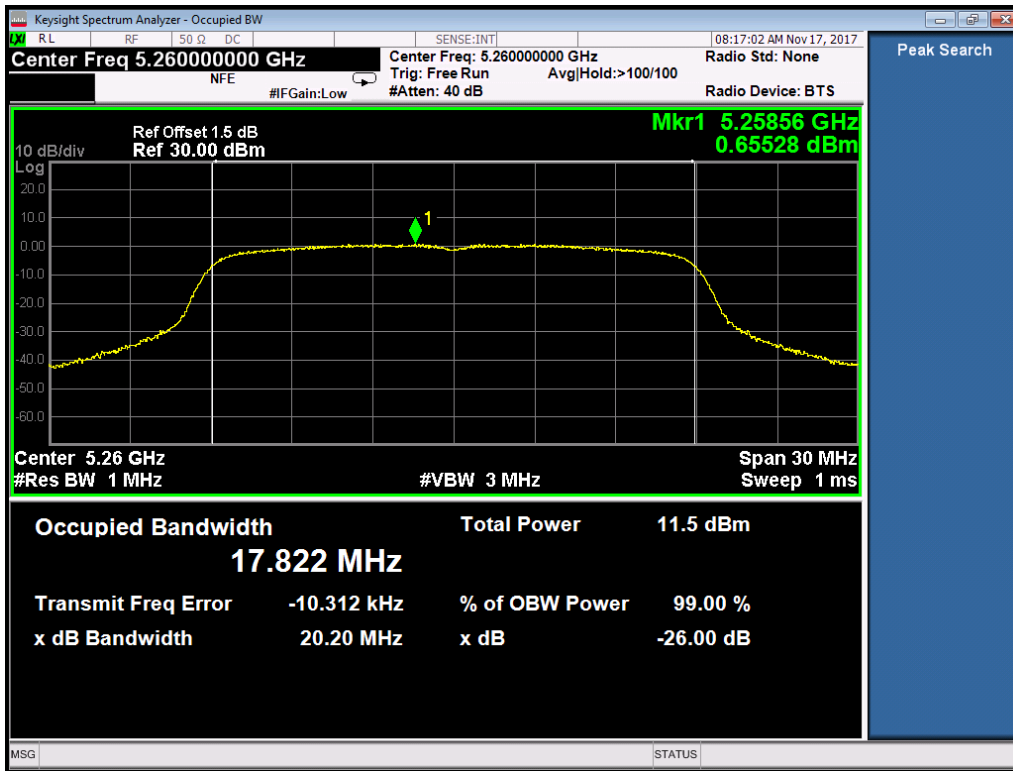 Keysight Spectrum Analyzer - Occupied BW
LXI RL RF 50 Ω DC SENSE:INT 08:17:02 AM Nov 17, 2017
Center Freq 5.260000000 GHz
NFE
#IFGain:Low
Center Freq: 5.260000000 GHz
Trig: Free Run Avg|Hold:>100/100
#Atten: 40 dB
Radio Std: None
Radio Device: BTS
Peak Search
Mkr1 5.25856 GHz
0.65528 dBm
Ref Offset 1.5 dB
10 dB/div Ref 30.00 dBm
Log
20.0
10.0
0.00
-10.0
-20.0
-30.0
-40.0
-50.0
-60.0
1
Center 5.26 GHz Span 30 MHz
#Res BW 1 MHz #VBW 3 MHz Sweep 1 ms
Occupied Bandwidth Total Power 11.5 dBm
17.822 MHz
Transmit Freq Error -10.312 kHz % of OBW Power 99.00 %
x dB Bandwidth 20.20 MHz x dB -26.00 dB
MSG STATUS